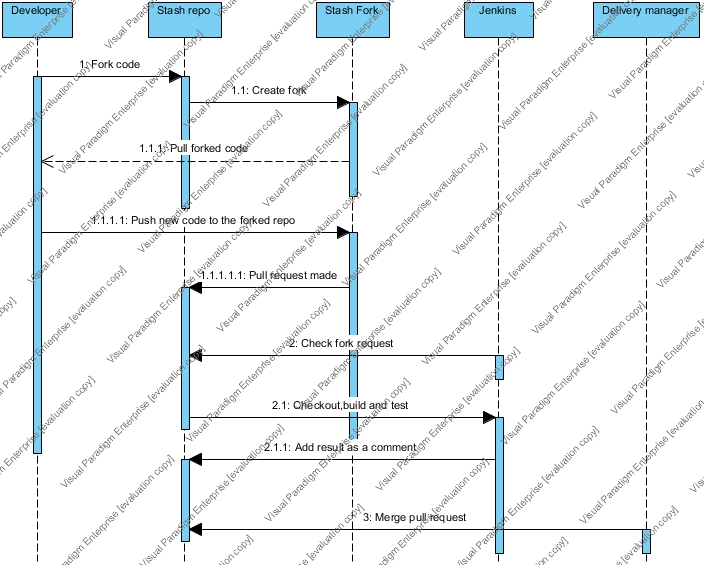 Developer
Stash repo
Stash Fork
Jenkins
Delivery manager
1: Fork code
1.1: Create fork
1.1.1: Pull forked code
1.1.1.1: Push new code to the forked repo
1.1.1.1.1: Pull request made
2: Check fork request
2.1: Checkout,build and test
2.1.1: Add result as a comment
3: Merge pull request
Visual Paradigm Enterprise [evaluation copy]